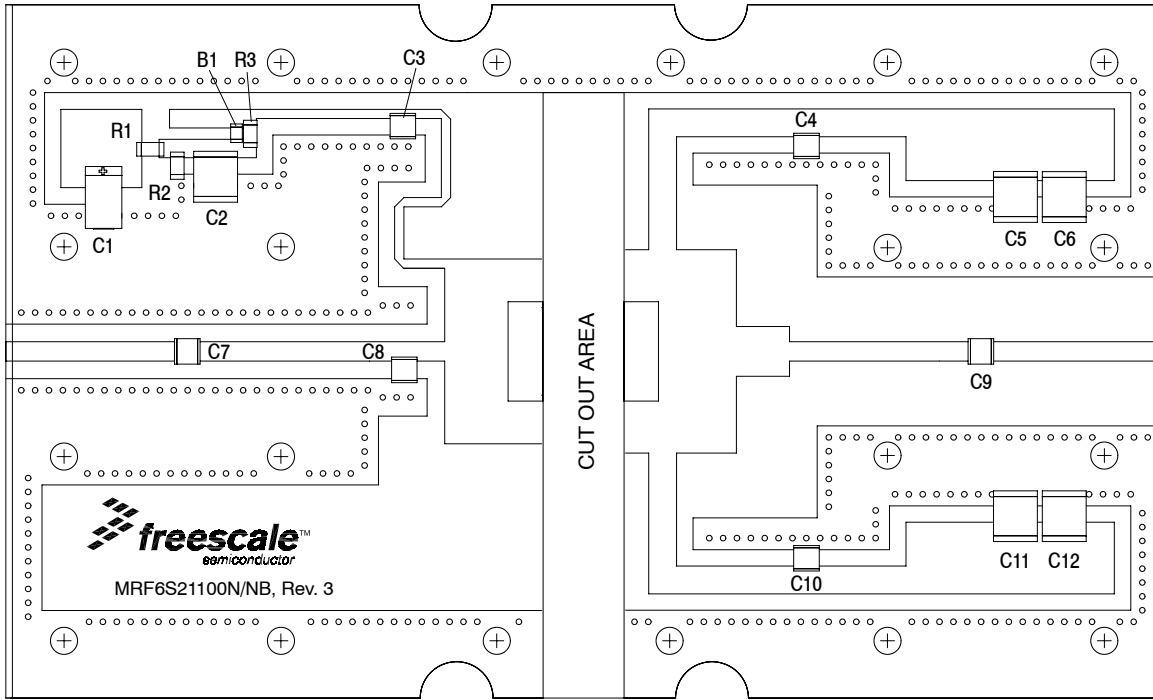 B1
R3
C3
R1
C4
R2
C2
C1
C5
C6
CUT OUT AREA
C7
C8
C9
C10
C11
C12
freescale™
semiconductor
MRF6S21100N/NB, Rev. 3